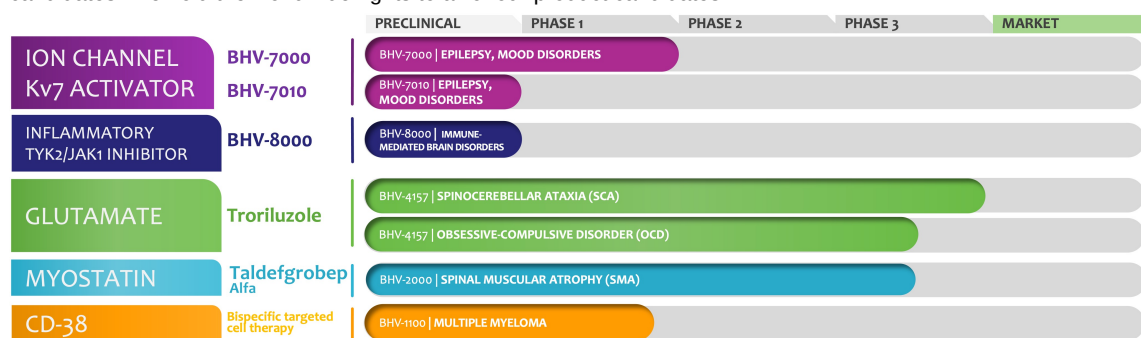 PRECLINICAL PHASE 1 PHASE 2 PHASE 3 MARKET
ION CHANNEL
Kv7 ACTIVATOR
BHV-7000
BHV-7010
BHV-7000 | EPILEPSY, MOOD DISORDERS
BHV-7010 | EPILEPSY,
MOOD DISORDERS
INFLAMMATORY
TYK2/JAK1 INHIBITOR
BHV-8000
BHV-8000 | IMMUNE-
MEDIATED BRAIN DISORDERS
GLUTAMATE
Troriluzole
BHV-4157 | SPINOCEREBELLAR ATAXIA (SCA)
BHV-4157 | OBSESSIVE-COMPULSIVE DISORDER (OCD)
MYOSTATIN
Taldefgrobep
Alfa
BHV-2000 | SPINAL MUSCULAR ATROPHY (SMA)
CD-38
Bispecific targeted
cell therapy
BHV-1100 | MULTIPLE MYELOMA